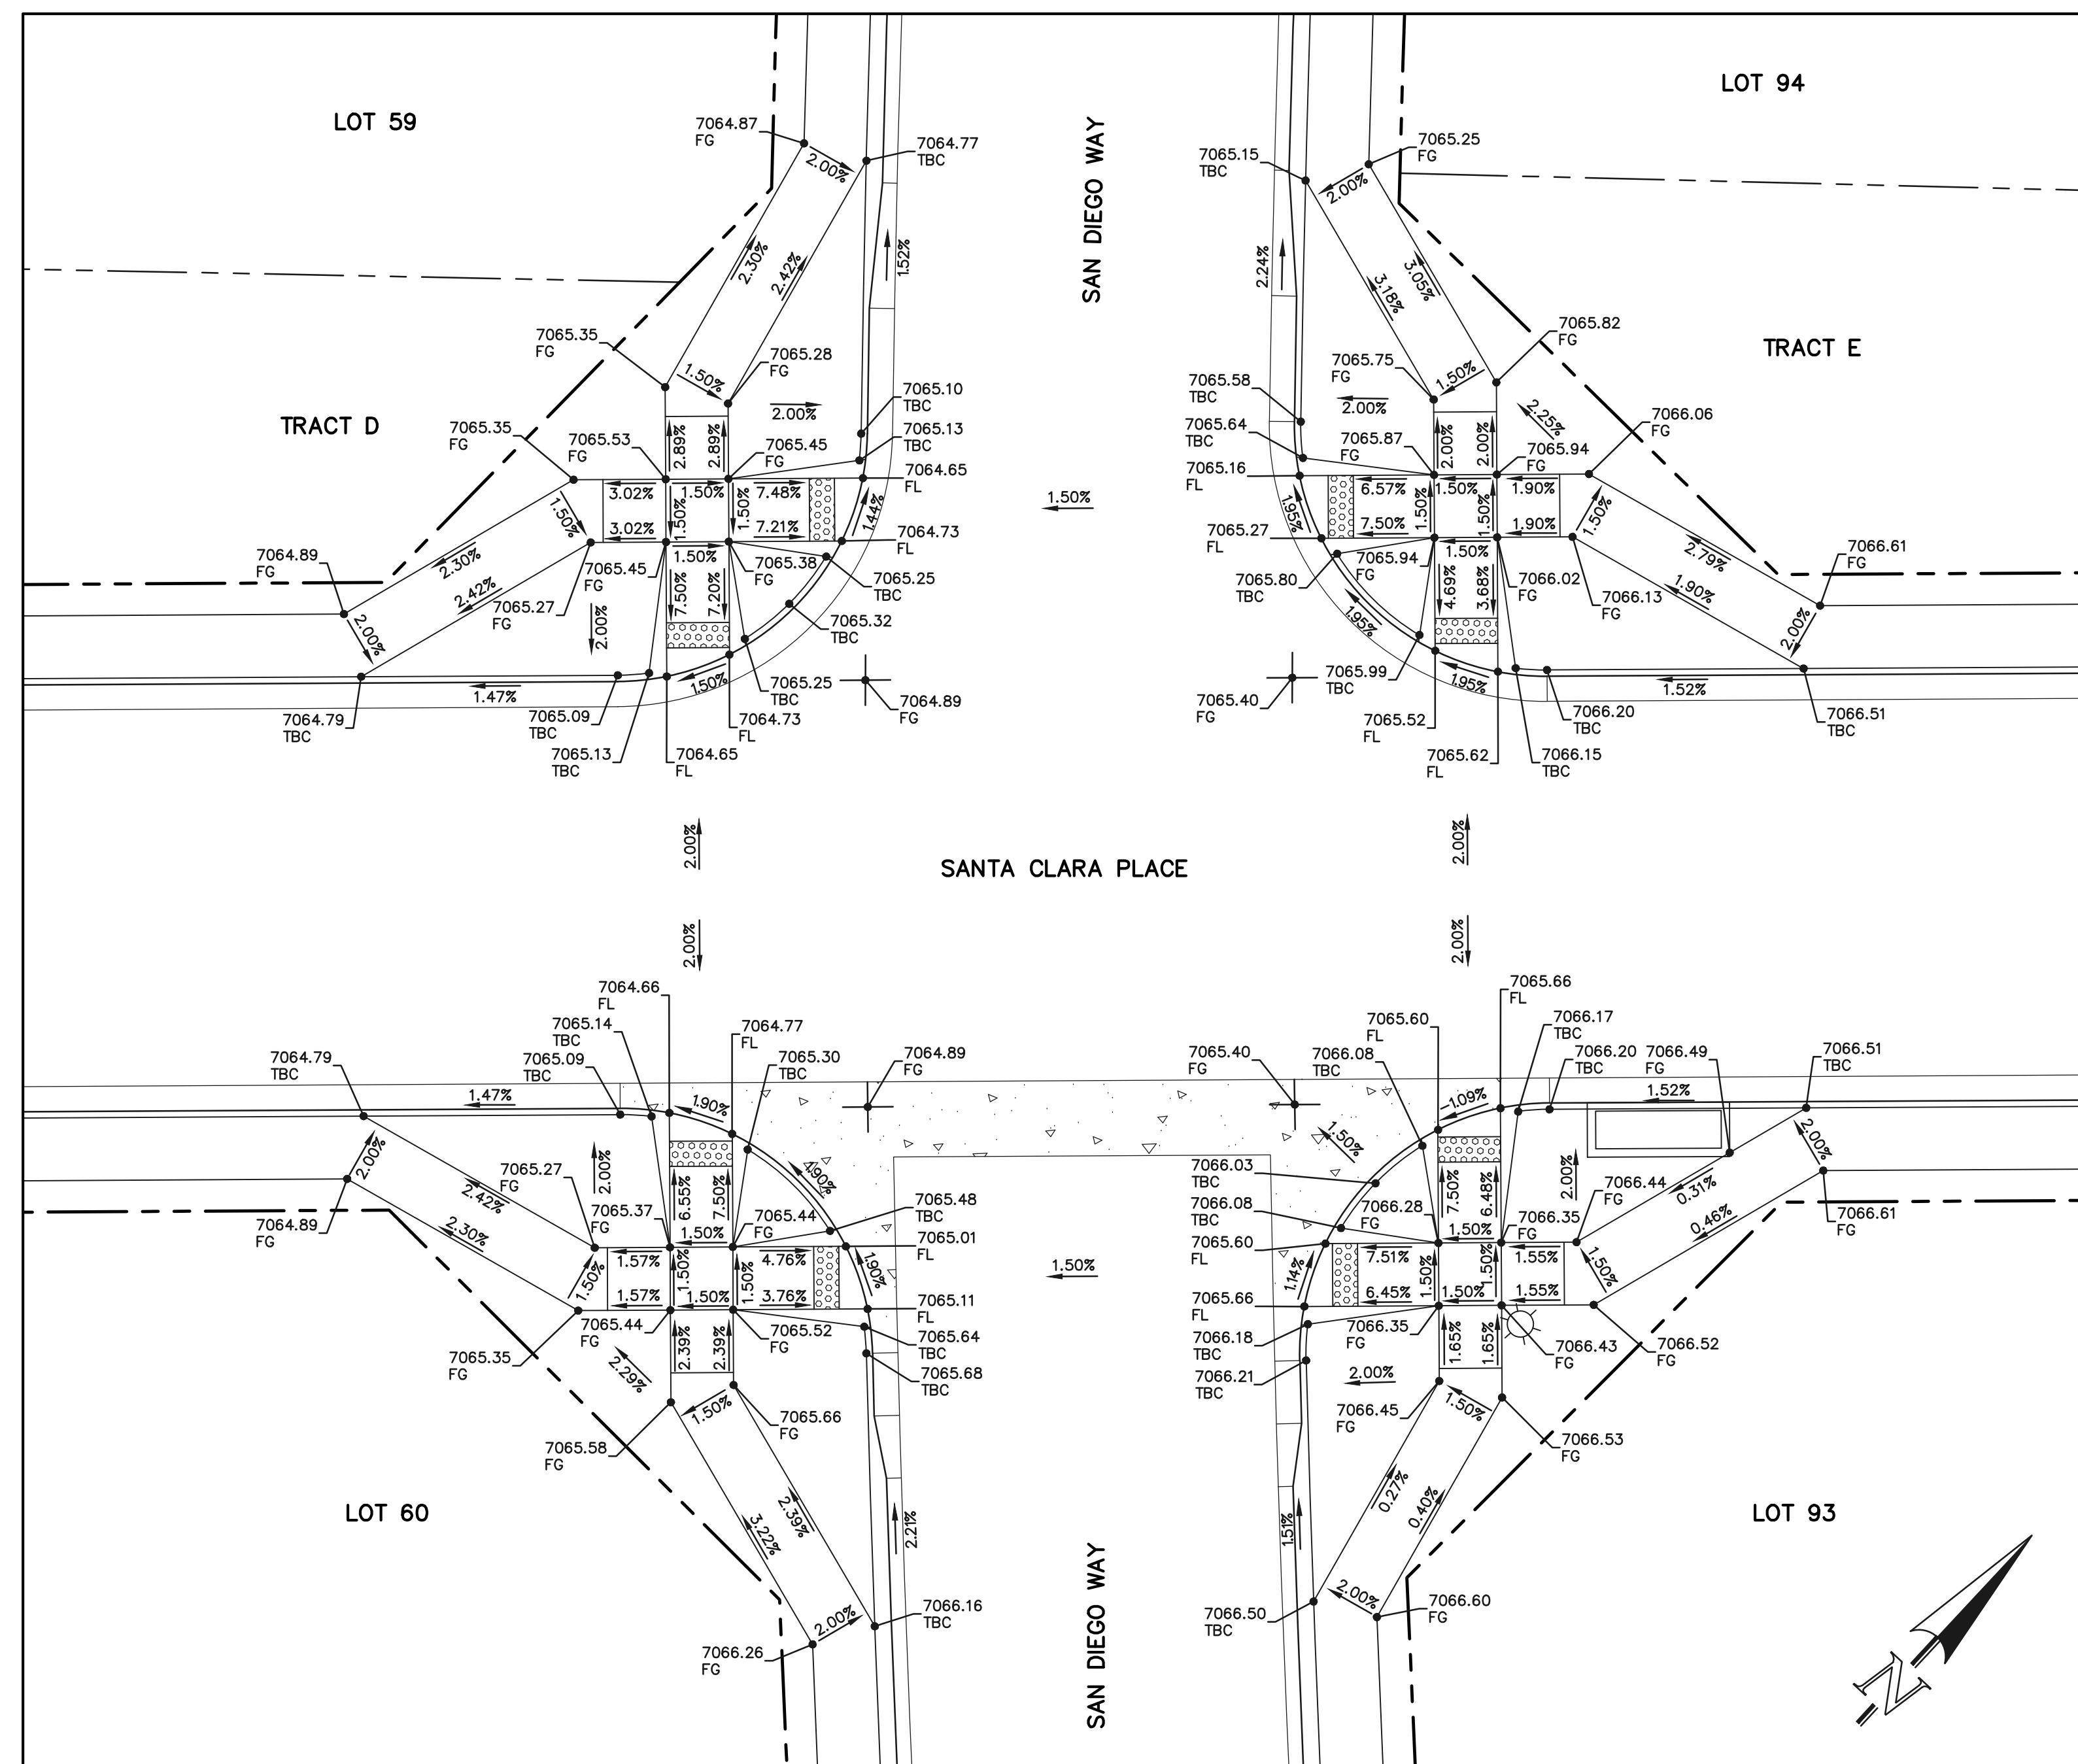 LOT 59
7064.87
FG
2.00%
7064.77
TBC
2.30%
2.42%
1.52%
7065.35
FG
1.50%
7065.28
FG
2.00%
7065.10
TBC
TRACT D
7065.35
FG
7065.53
FG
2.89%
2.89%
7065.45
FG
7065.13
TBC
7064.65
FL
3.02%
1.50%
7.48%
1.50%
1.50%
1.50%
3.02%
7.21%
1.44%
7064.73
FL
7064.89
FG
2.30%
2.42%
1.50%
7065.45
FG
7065.38
FG
7065.25
TBC
7065.27
FG
2.00%
2.00%
7.50%
7.20%
7065.32
TBC
1.50%
1.47%
7065.25
TBC
7064.89
FG
7064.79
TBC
7065.09
TBC
7065.13
TBC
7064.65
FL
7064.73
FL
SAN DIEGO WAY
1.50%
LOT 94
7065.15
TBC
7065.25
FG
2.00%
2.24%
3.18%
3.05%
7065.82
FG
TRACT E
7065.75
FG
1.50%
7065.58
TBC
2.00%
2.25%
7066.06
FG
7065.64
TBC
7065.87
FG
2.00%
2.00%
7065.94
FG
7065.16
FL
6.57%
1.50%
1.90%
1.95%
1.50%
1.50%
1.50%
7.50%
1.90%
7065.27
FL
1.50%
2.79%
7066.61
FG
7065.80
TBC
7065.94
FG
7066.02
FG
7066.13
FG
1.90%
2.00%
4.69%
3.68%
1.95%
7065.99
TBC
1.95%
1.52%
7065.40
FG
7065.52
FL
7065.62
FL
7066.15
TBC
7066.20
TBC
7066.51
TBC
2.00%
2.00%
SANTA CLARA PLACE
2.00%
2.00%
7064.66
FL
7065.14
TBC
7064.77
FL
7064.79
TBC
7065.09
TBC
7065.30
TBC
7064.89
FG
1.47%
1.90%
2.00%
7065.27
FG
2.00%
2.42%
1.90%
7065.37
FG
6.55%
7.50%
7065.44
FG
7065.48
TBC
7064.89
FG
2.30%
1.50%
7065.01
FL
1.57%
4.76%
1.50%
1.50%
1.50%
1.90%
1.57%
1.50%
3.76%
7065.11
FL
7065.44
FG
7065.52
FG
7065.64
TBC
7065.35
FG
2.29%
2.39%
2.39%
7065.68
TBC
1.50%
7065.66
FG
7065.58
FG
3.22%
2.39%
2.21%
LOT 60
7066.16
TBC
2.00%
7066.26
FG
1.50%
SAN DIEGO WAY
7065.66
FL
7065.60
FL
7066.17
TBC
7065.40
FG
7066.08
TBC
7066.20
TBC
7066.49
FG
7066.51
TBC
-1.09%
1.52%
1.50%
2.00%
7066.03
TBC
7.50%
6.48%
2.00%
7066.44
FG
0.31%
7066.08
TBC
7066.28
FG
7066.35
FG
0.46%
7066.61
FG
7065.60
FL
1.50%
7.51%
1.55%
1.50%
1.14%
1.50%
1.50%
7065.66
FL
6.45%
1.50%
1.55%
7066.18
TBC
7066.35
FG
1.65%
1.65%
7066.43
FG
7066.52
FG
7066.21
TBC
2.00%
7066.45
FG
1.50%
7066.53
FG
0.27%
0.40%
1.51%
LOT 93
7066.50
TBC
2.00%
7066.60
FG
N